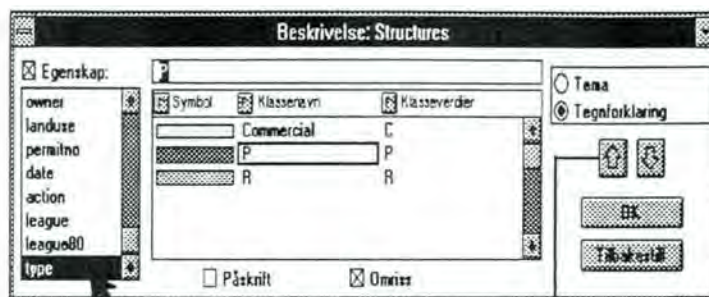 Beskrivelse: Structures
Egenskap:
P
Tema
Tegnforklaring
owner
landuse
permitno
date
action
league
league80
type
Symbol Klassenavn Klasseverdier
Commercial C
P P
R R
OK
Tilbakestill
Påskrift Omriss